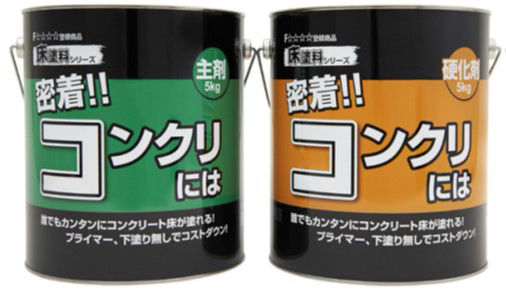 F☆☆☆☆登録商品
床塗料シリーズ
主剤
5kg
密着!!
コンクリ
には
誰でもカンタンにコンクリート床が塗れる!
プライマー、下塗り無しでコストダウン!
F☆☆☆☆登録商品
床塗料シリーズ
硬化剤
5kg
密着!!
コンクリ
には
誰でもカンタンにコンクリート床が塗れる!
プライマー、下塗り無しでコストダウン!